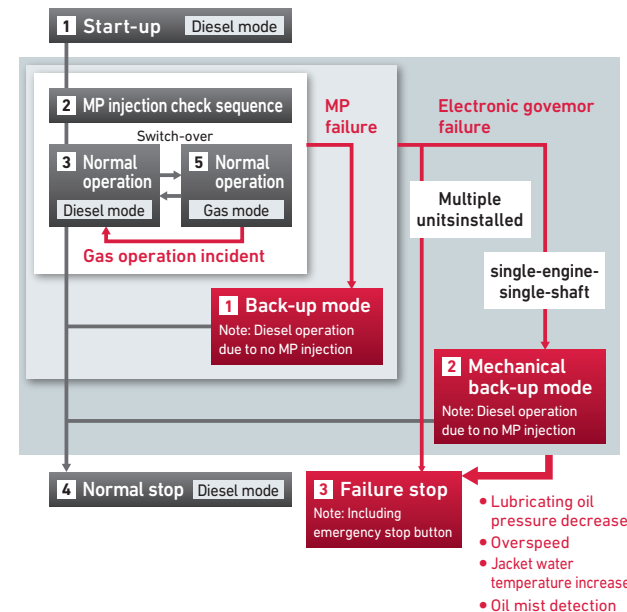 1 Start-up Diesel mode
2 MP injection check sequence
Switch-over
3 Normal
operation
Diesel mode
5 Normal
operation
Gas mode
Gas operation incident
MP
failure
Electronic govemor
failure
Multiple
unitsinstalled
single-engine-
single-shaft
1 Back-up mode
Note: Diesel operation
due to no MP injection
2 Mechanical
back-up mode
Note: Diesel operation
due to no MP injection
4 Normal stop Diesel mode
3 Failure stop
Note: Including
emergency stop button
• Lubricating oil
pressure decrease
• Overspeed
• Jacket water
temperature increase
• Oil mist detection